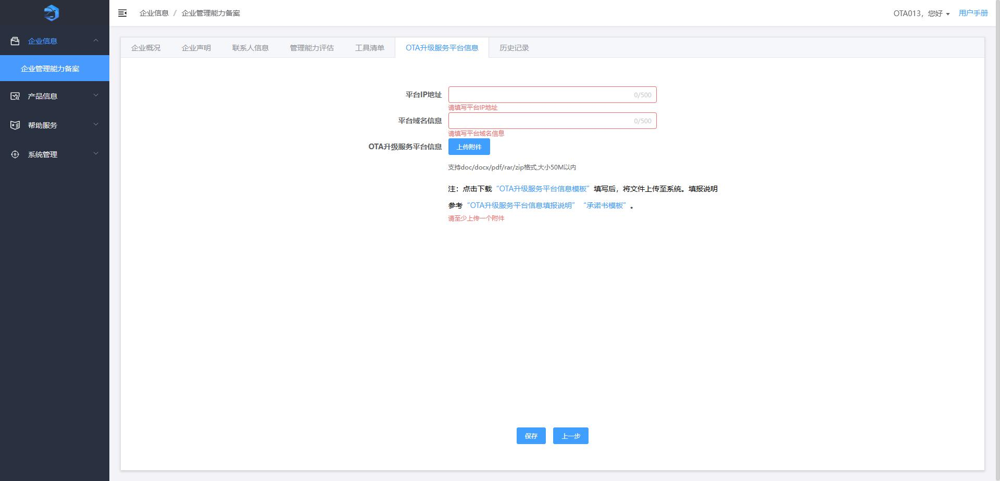 企业信息 / 企业管理能力备案
OTA013，您好
用户手册
企业信息
企业管理能力备案
产品信息
帮助服务
系统管理
企业概况
企业声明
联系人信息
管理能力评估
工具清单
OTA升级服务平台信息
历史记录
平台IP地址
0/500
请填写平台IP地址
平台域名信息
0/500
请填写平台域名信息
OTA升级服务平台信息
上传附件
支持doc/docx/pdf/rar/zip格式,大小50M以内
注：点击下载“OTA升级服务平台信息模板”填写后，将文件上传至系统。填报说明
参考“OTA升级服务平台信息填报说明”“承诺书模板”。
请至少上传一个附件
保存
上一步